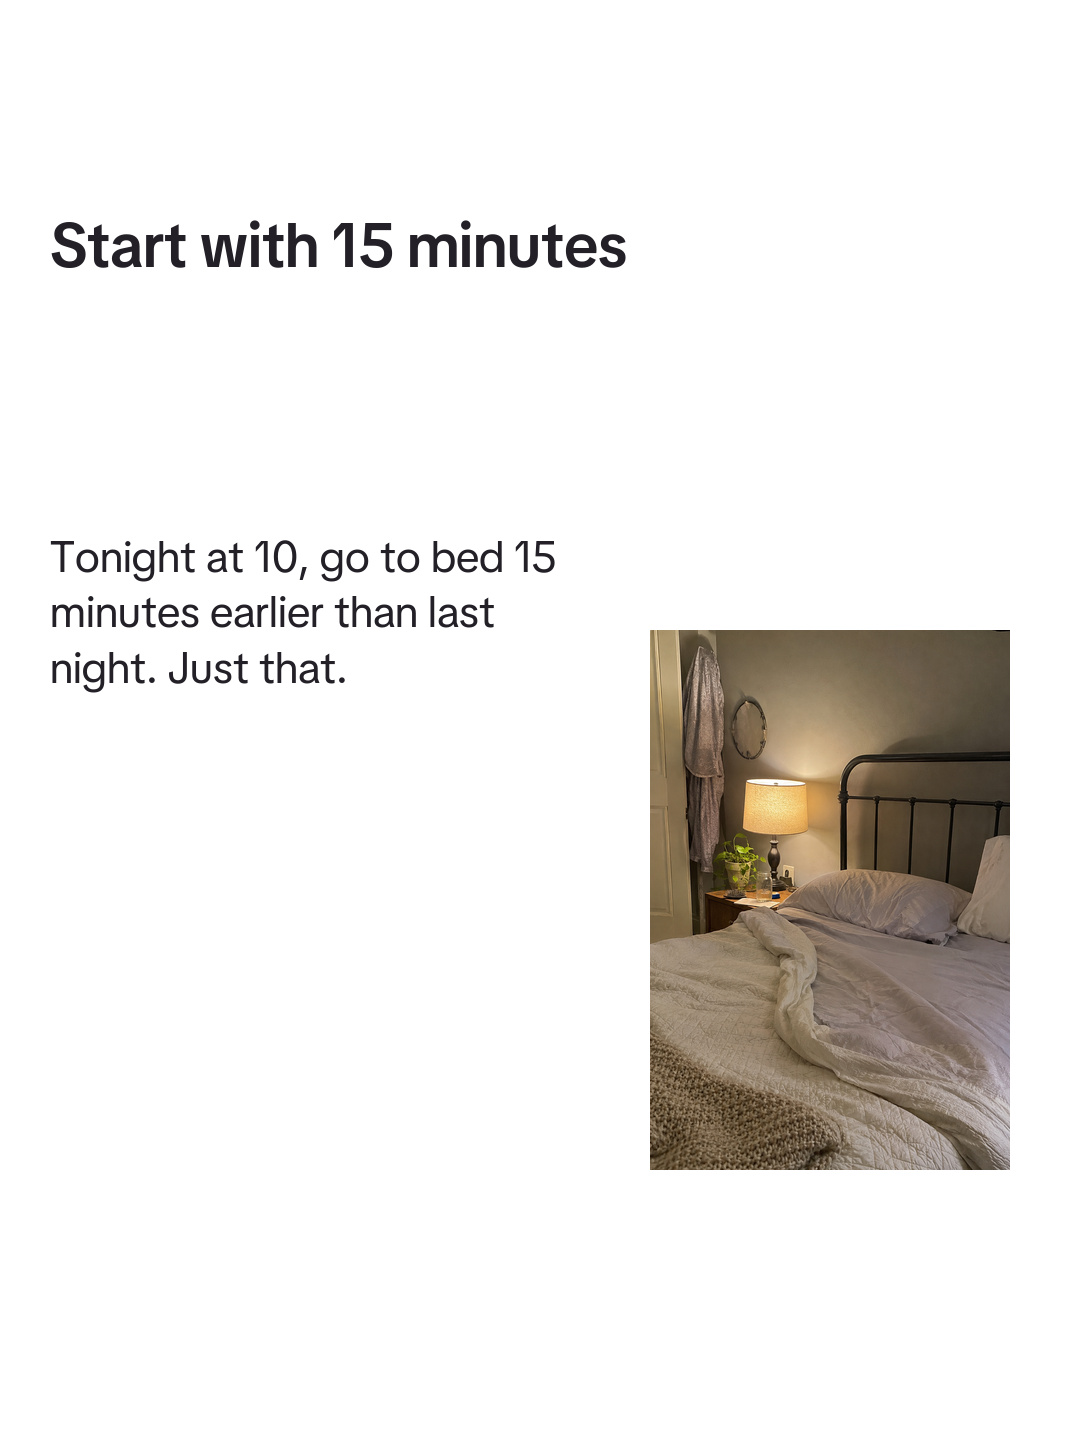 Start with 15 minutes
Tonight at 10, go to bed 15
minutes earlier than last
night. Just that.